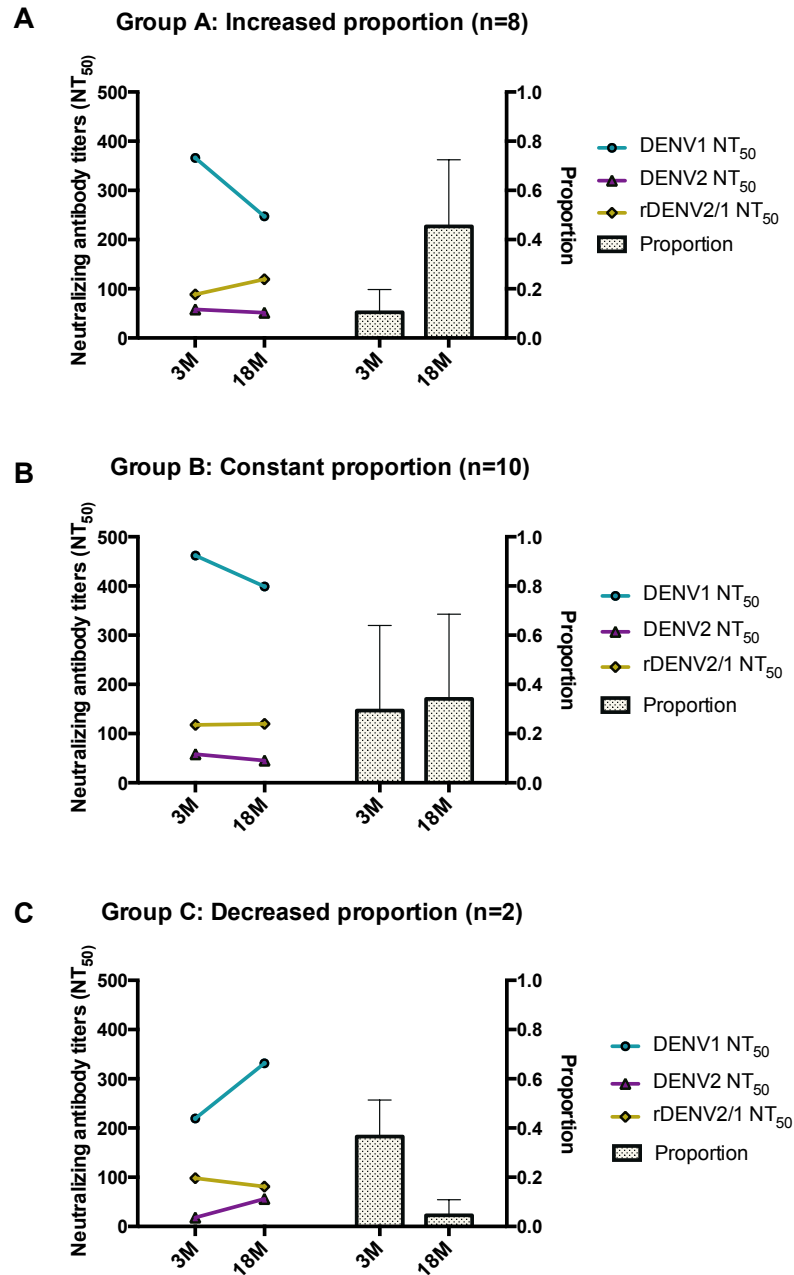 A
Group A: Increased proportion (n=8)
Neutralizing antibody titers (NT50)
500
400
300
200
100
0
3M
18M
3M
18M
1.0
0.8
0.6
0.4
0.2
0.0
Proportion
DENV1 NT50
DENV2 NT50
rDENV2/1 NT50
Proportion
B
Group B: Constant proportion (n=10)
Neutralizing antibody titers (NT50)
500
400
300
200
100
0
3M
18M
3M
18M
1.0
0.8
0.6
0.4
0.2
0.0
Proportion
DENV1 NT50
DENV2 NT50
rDENV2/1 NT50
Proportion
C
Group C: Decreased proportion (n=2)
Neutralizing antibody titers (NT50)
500
400
300
200
100
0
3M
18M
3M
18M
1.0
0.8
0.6
0.4
0.2
0.0
Proportion
DENV1 NT50
DENV2 NT50
rDENV2/1 NT50
Proportion